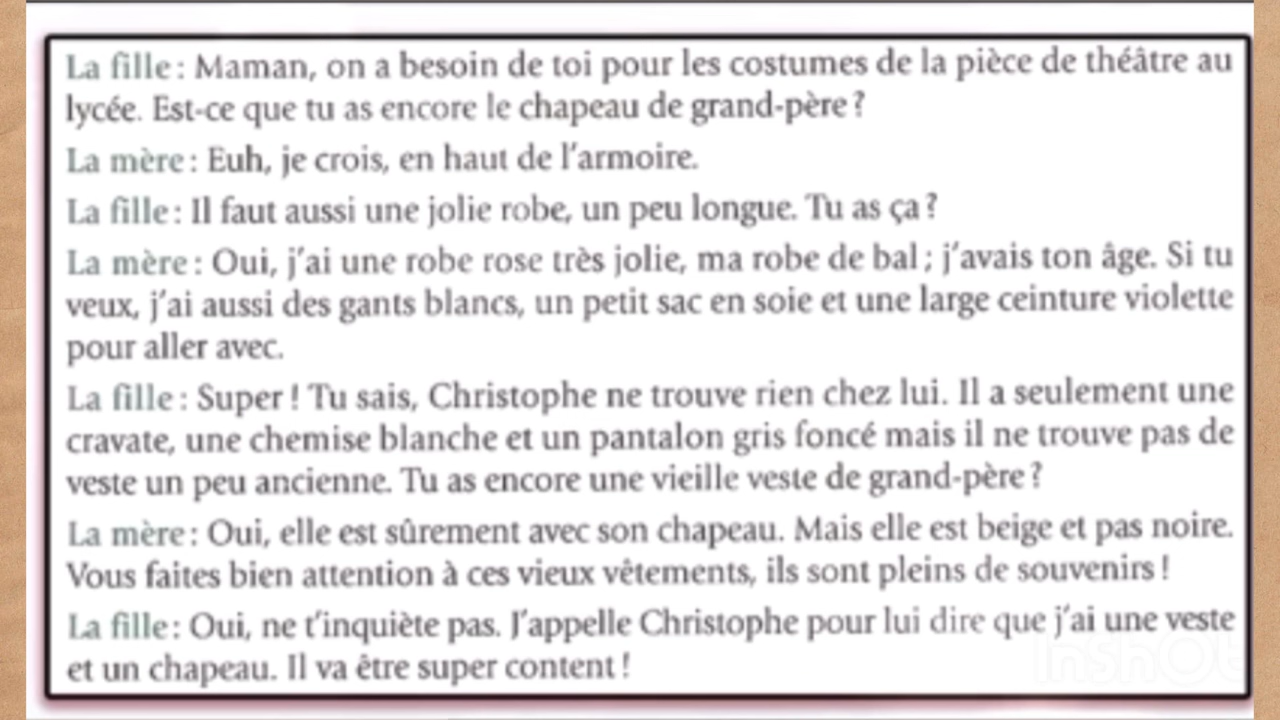 La fille : Maman, on a besoin de toi pour les costumes de la pièce de théâtre au
lycée. Est-ce que tu as encore le chapeau de grand-père ?
La mère : Euh, je crois, en haut de l'armoire.
La fille : Il faut aussi une jolie robe, un peu longue. Tu as ça ?
La mère : Oui, j'ai une robe rose très jolie, ma robe de bal ; j'avais ton âge. Si tu
veux, j'ai aussi des gants blancs, un petit sac en soie et une large ceinture violette
pour aller avec.
La fille : Super ! Tu sais, Christophe ne trouve rien chez lui. Il a seulement une
cravate, une chemise blanche et un pantalon gris foncé mais il ne trouve pas de
veste un peu ancienne. Tu as encore une vieille veste de grand-père ?
La mère : Oui, elle est sûrement avec son chapeau. Mais elle est beige et pas noire.
Vous faites bien attention à ces vieux vêtements, ils sont pleins de souvenirs !
La fille : Oui, ne t'inquiète pas. J'appelle Christophe pour lui dire que j'ai une veste
et un chapeau. Il va être super content !
InShOt